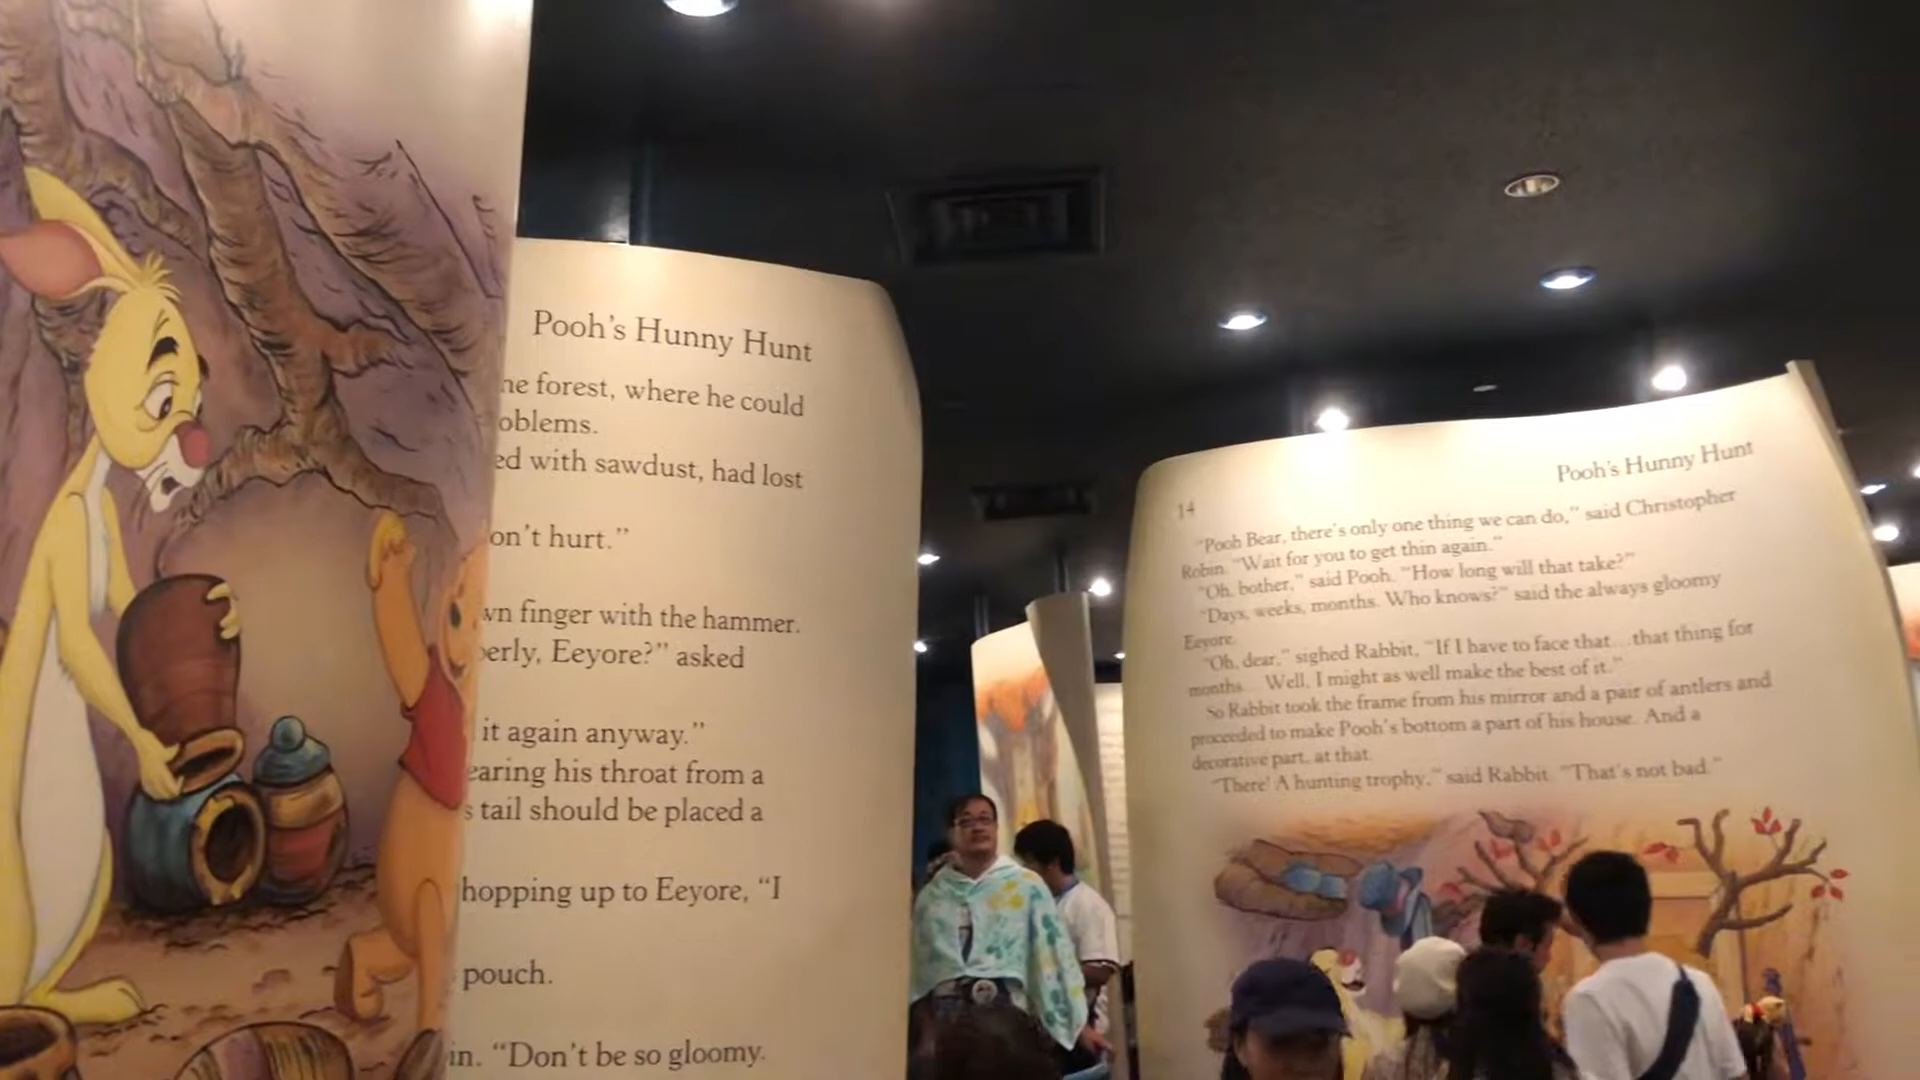 Pooh's Hunny Hunt
he forest, where he could
oblems.
ed with sawdust, had lost
on't hurt."
wn finger with the hammer.
perly, Eeyore?" asked
it again anyway."
earing his throat from a
s tail should be placed a
hopping up to Eeyore, "I
pouch.
in. "Don't be so gloomy.
14
Pooh's Hunny Hunt
"Pooh Bear, there's only one thing we can do," said Christopher
Robin. "Wait for you to get thin again."
"Oh, bother," said Pooh. "How long will that take?"
"Days, weeks, months. Who knows?" said the always gloomy
Eeyore.
"Oh, dear," sighed Rabbit, "If I have to face that...that thing for
months... Well, I might as well make the best of it."
So Rabbit took the frame from his mirror and a pair of antlers and
proceeded to make Pooh's bottom a part of his house. And a
decorative part, at that.
"There! A hunting trophy," said Rabbit. "That's not bad."